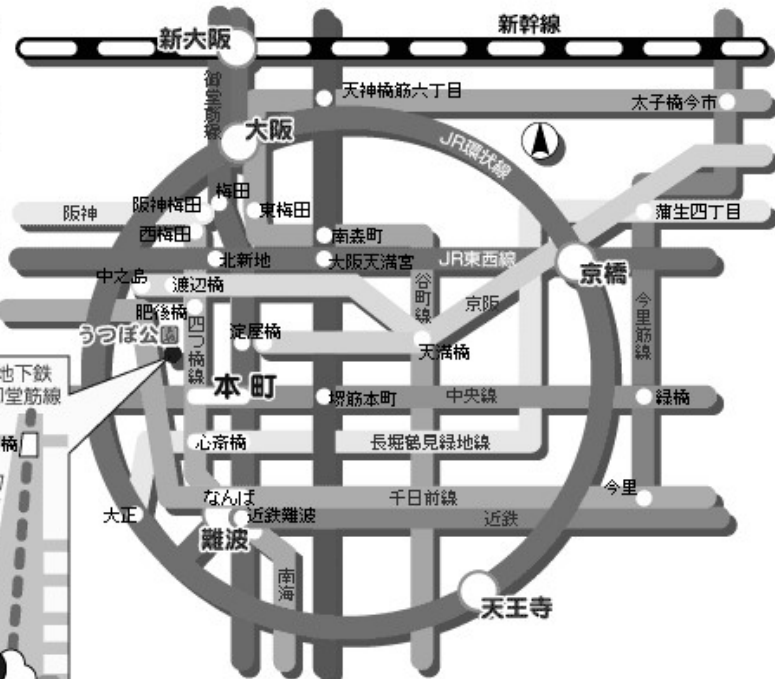 新幹線
新大阪
御堂筋線
天神橋筋六丁目
太子橋今市
大阪
JR環状線
梅田
阪神
阪神梅田
東梅田
蒲生四丁目
西梅田
南森町
北新地
大阪天満宮
JR東西線
京橋
中之島
渡辺橋
谷町線
京阪
今里筋線
肥後橋
うつぼ公園
四つ橋線
淀屋橋
天満橋
地下鉄
御堂筋線
本町
堺筋本町
中央線
緑橋
橋
心斎橋
長堀鶴見緑地線
なんば
千日前線
今里
大正
近鉄難波
近鉄
難波
南海
天王寺